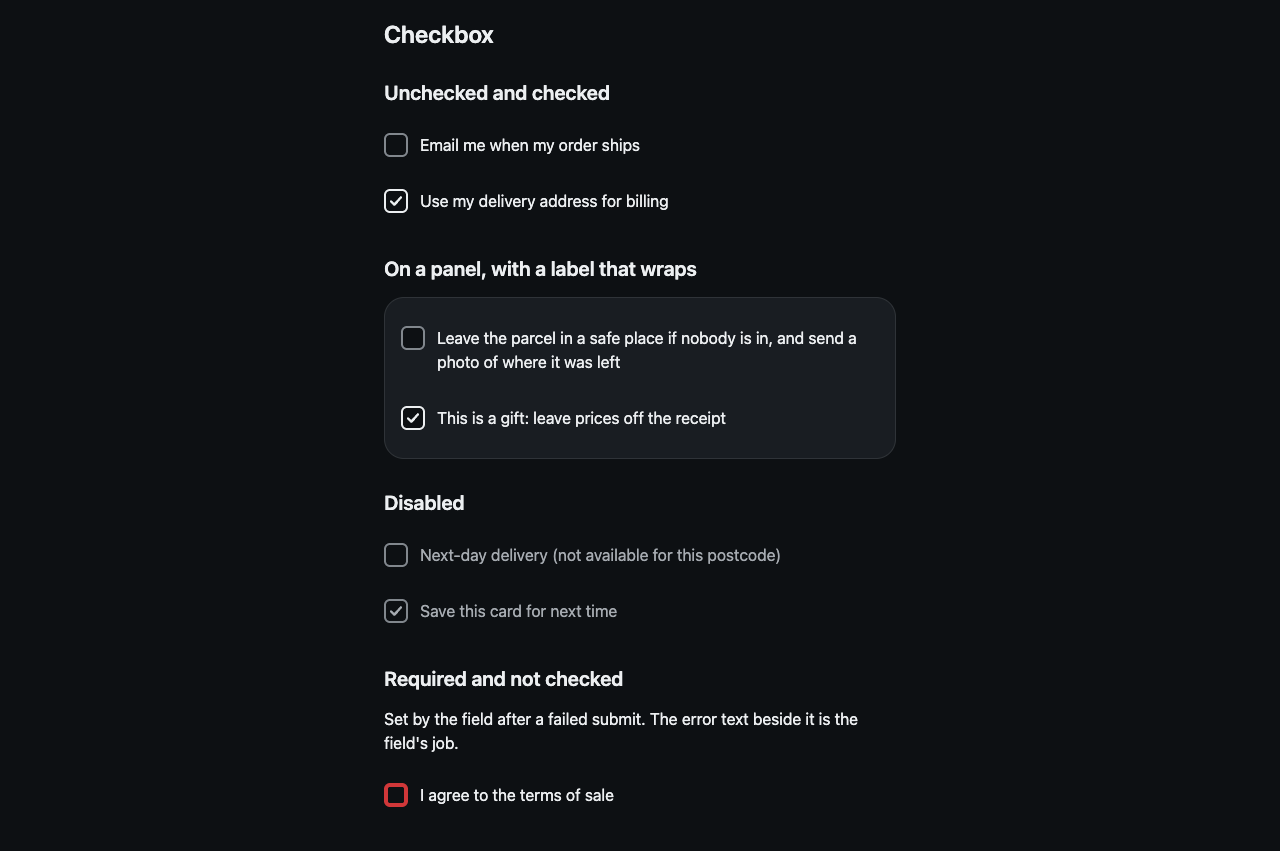 Checkbox
Unchecked and checked
Email me when my order ships
Use my delivery address for billing
On a panel, with a label that wraps
Leave the parcel in a safe place if nobody is in, and send a
photo of where it was left
This is a gift: leave prices off the receipt
Disabled
Next-day delivery (not available for this postcode)
Save this card for next time
Required and not checked
Set by the field after a failed submit. The error text beside it is the
field's job.
I agree to the terms of sale